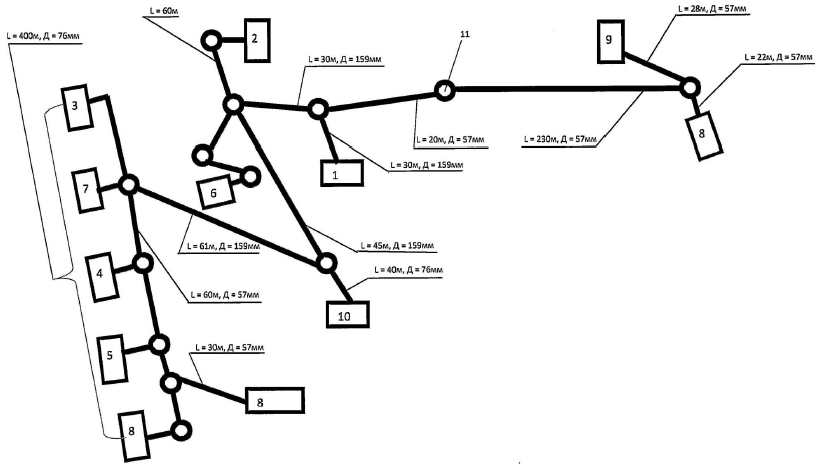 L = 60м
L = 28м, Д = 57мм
L = 400м, Д = 76мм
2
11
9
L = 30м, Д = 159мм
L = 22м, Д = 57мм
3
8
L = 20м, Д = 57мм
L = 230м, Д = 57мм
L = 30м, Д = 159мм
1
7
6
L = 61м, Д = 159мм
L = 45м, Д = 159мм
4
L = 40м, Д = 76мм
L = 60м, Д = 57мм
10
5
L = 30м, Д = 57мм
8
8